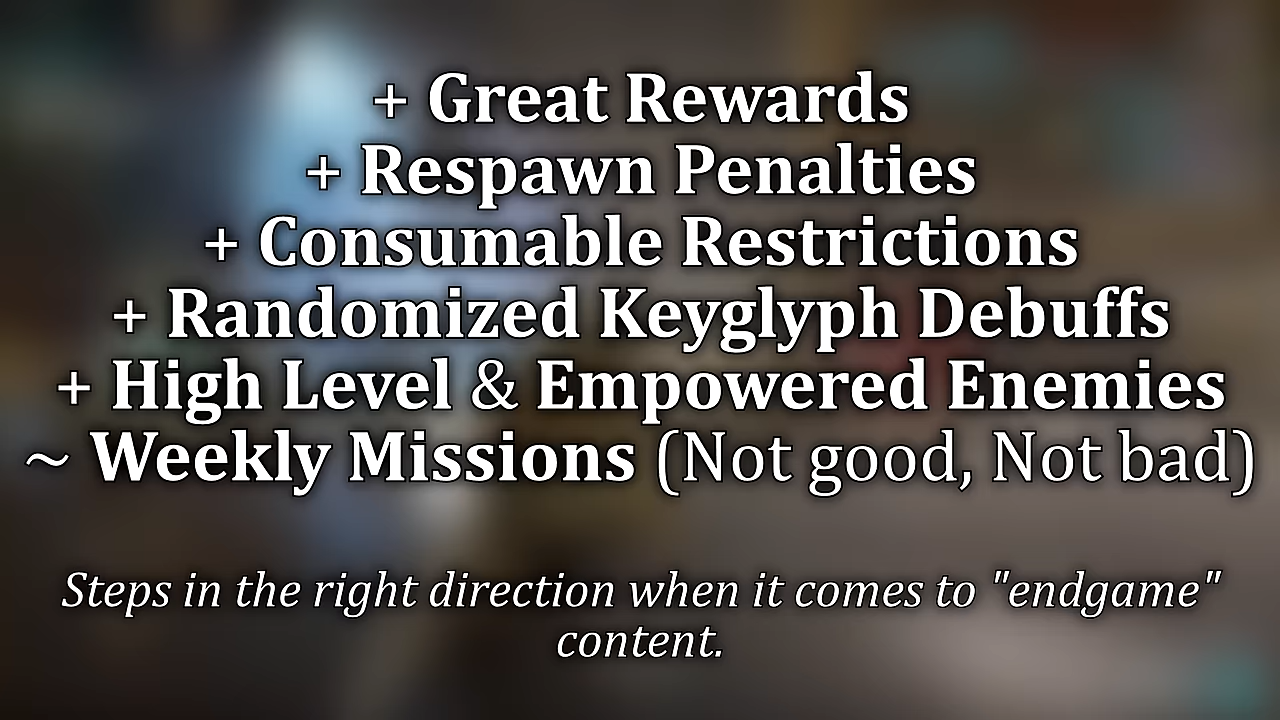 + Great Rewards
+ Respawn Penalties
+ Consumable Restrictions
+ Randomized Keyglyph Debuffs
+ High Level & Empowered Enemies
~ Weekly Missions (Not good, Not bad)
Steps in the right direction when it comes to "endgame"
content.